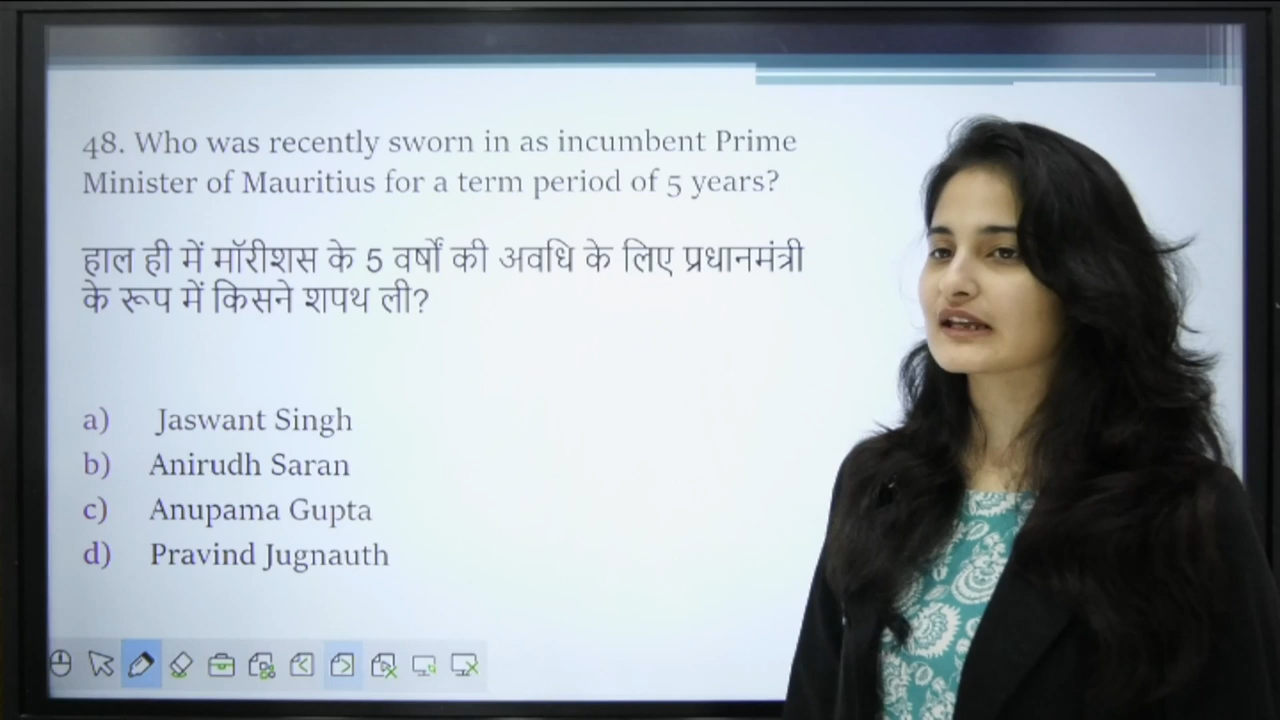 48. Who was recently sworn in as incumbent Prime
Minister of Mauritius for a term period of 5 years?
हाल ही में मॉरीशस के 5 वर्षों की अवधि के लिए प्रधानमंत्री
के रूप में किसने शपथ ली?
a) Jaswant Singh
b) Anirudh Saran
c) Anupama Gupta
d) Pravind Jugnauth